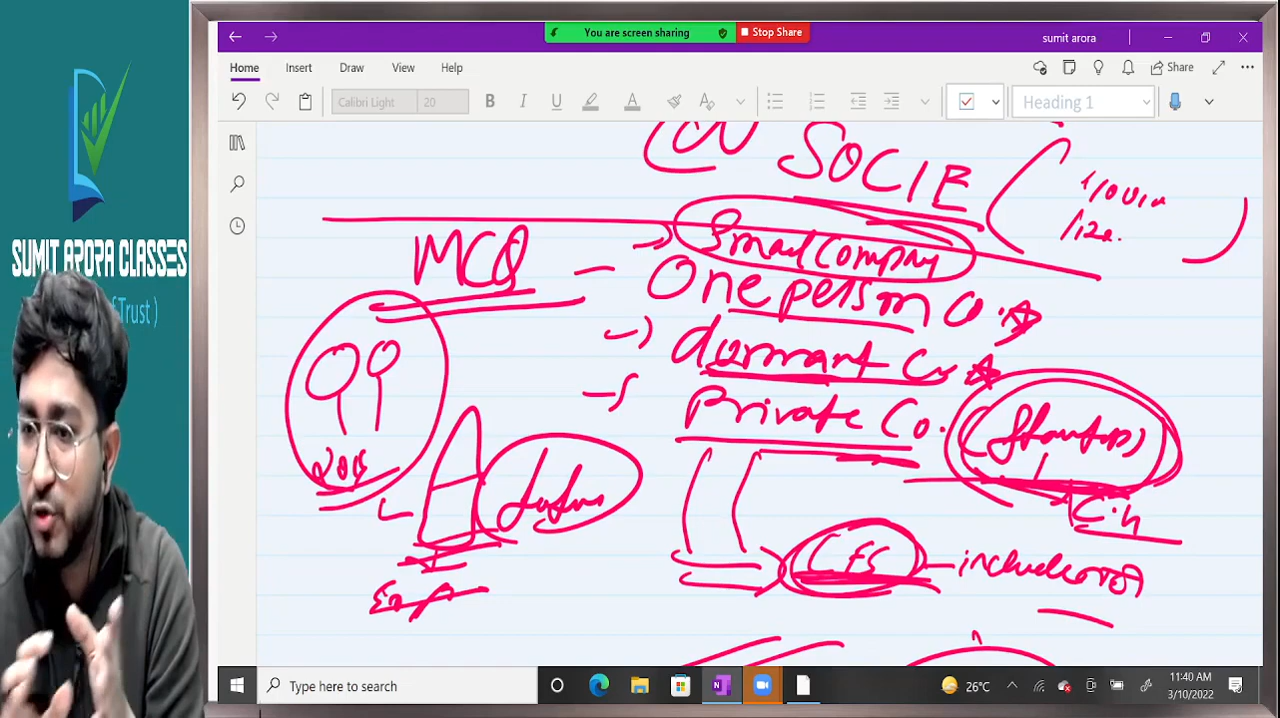 You are screen sharing
Stop Share
sumit arora
Home Insert Draw View Help
Share
Calibri Light 20
B I U A
Heading 1
SOCIE
SUMIT ARORA CLASSES
of Trust )
MCQ
Small Company
One person Co.
dormant Co
Private Co. (Startups)
CFS
include
Type here to search
26°C
11:40 AM
3/10/2022